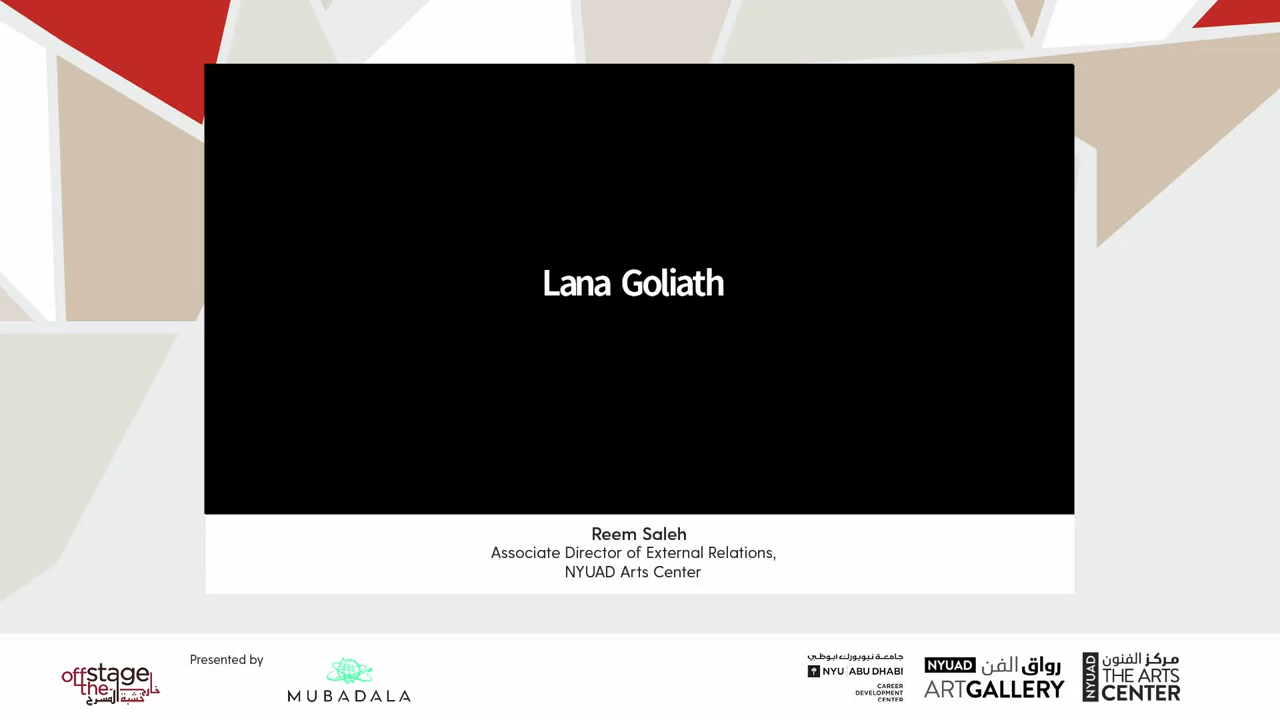 Lana Goliath
Reem Saleh
Associate Director of External Relations,
NYUAD Arts Center
offstage
the
خارج
خشبة المسرح
Presented by
MUBADALA
جامعة نيويورك أبوظبي
NYU ABU DHABI
CAREER
DEVELOPMENT
CENTER
NYUAD رواق الفن
ARTGALLERY
NYUAD
مركز الفنون
THE ARTS
CENTER